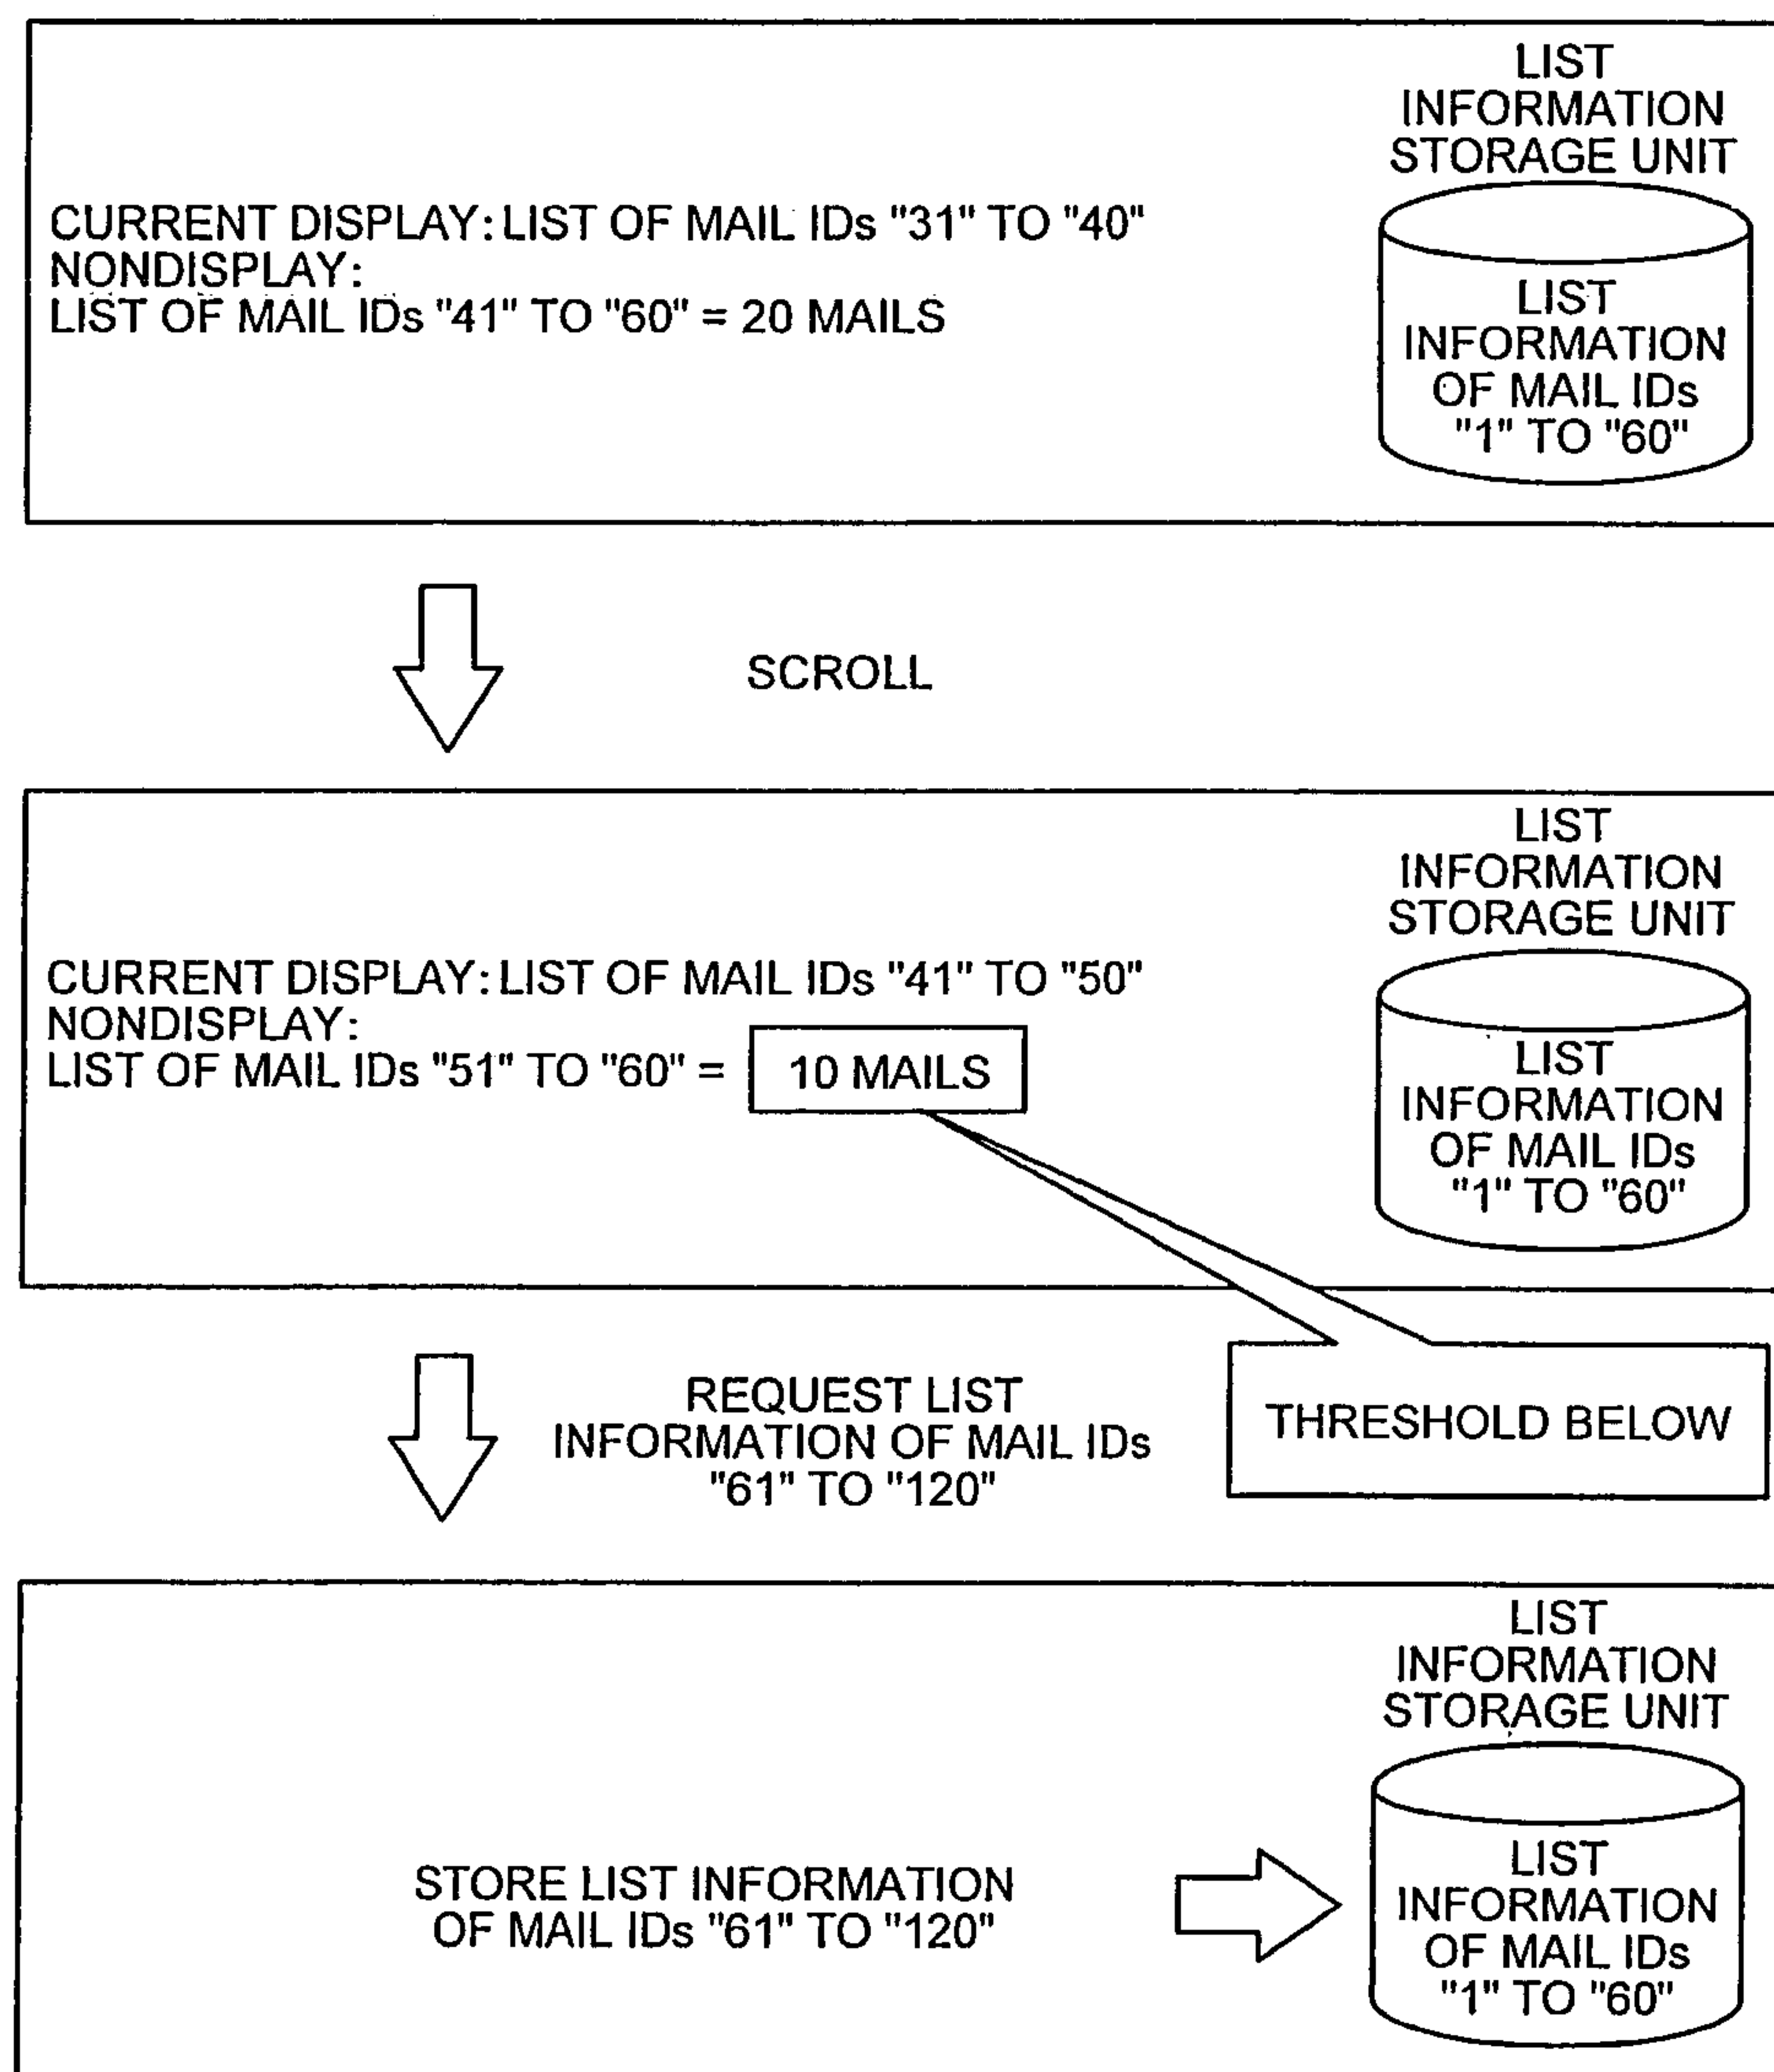 LIST
INFORMATION
STORAGE UNIT
CURRENT DISPLAY: LIST OF MAIL IDs "31" TO "40"
NONDISPLAY:
LIST OF MAIL IDs "41" TO "60" = 20 MAILS
LIST
INFORMATION
OF MAIL IDs
"1" TO "60"
SCROLL
LIST
INFORMATION
STORAGE UNIT
CURRENT DISPLAY: LIST OF MAIL IDs "41" TO "50"
NONDISPLAY:
LIST OF MAIL IDs "51" TO "60" = 10 MAILS
LIST
INFORMATION
OF MAIL IDs
"1" TO "60"
REQUEST LIST
INFORMATION OF MAIL IDs
"61" TO "120"
THRESHOLD BELOW
LIST
INFORMATION
STORAGE UNIT
STORE LIST INFORMATION
OF MAIL IDs "61" TO "120"
LIST
INFORMATION
OF MAIL IDs
"1" TO "60"